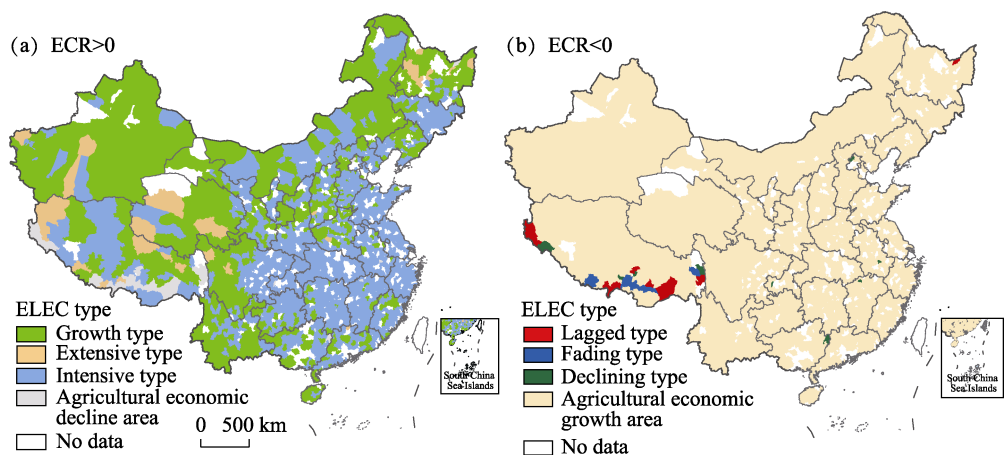 (a) ECR>0
ELEC type
Growth type
Extensive type
Intensive type
Agricultural economic
decline area
No data
0 500 km
South China
Sea Islands
(b) ECR<0
ELEC type
Lagged type
Fading type
Declining type
Agricultural economic
growth area
No data
South China
Sea Islands